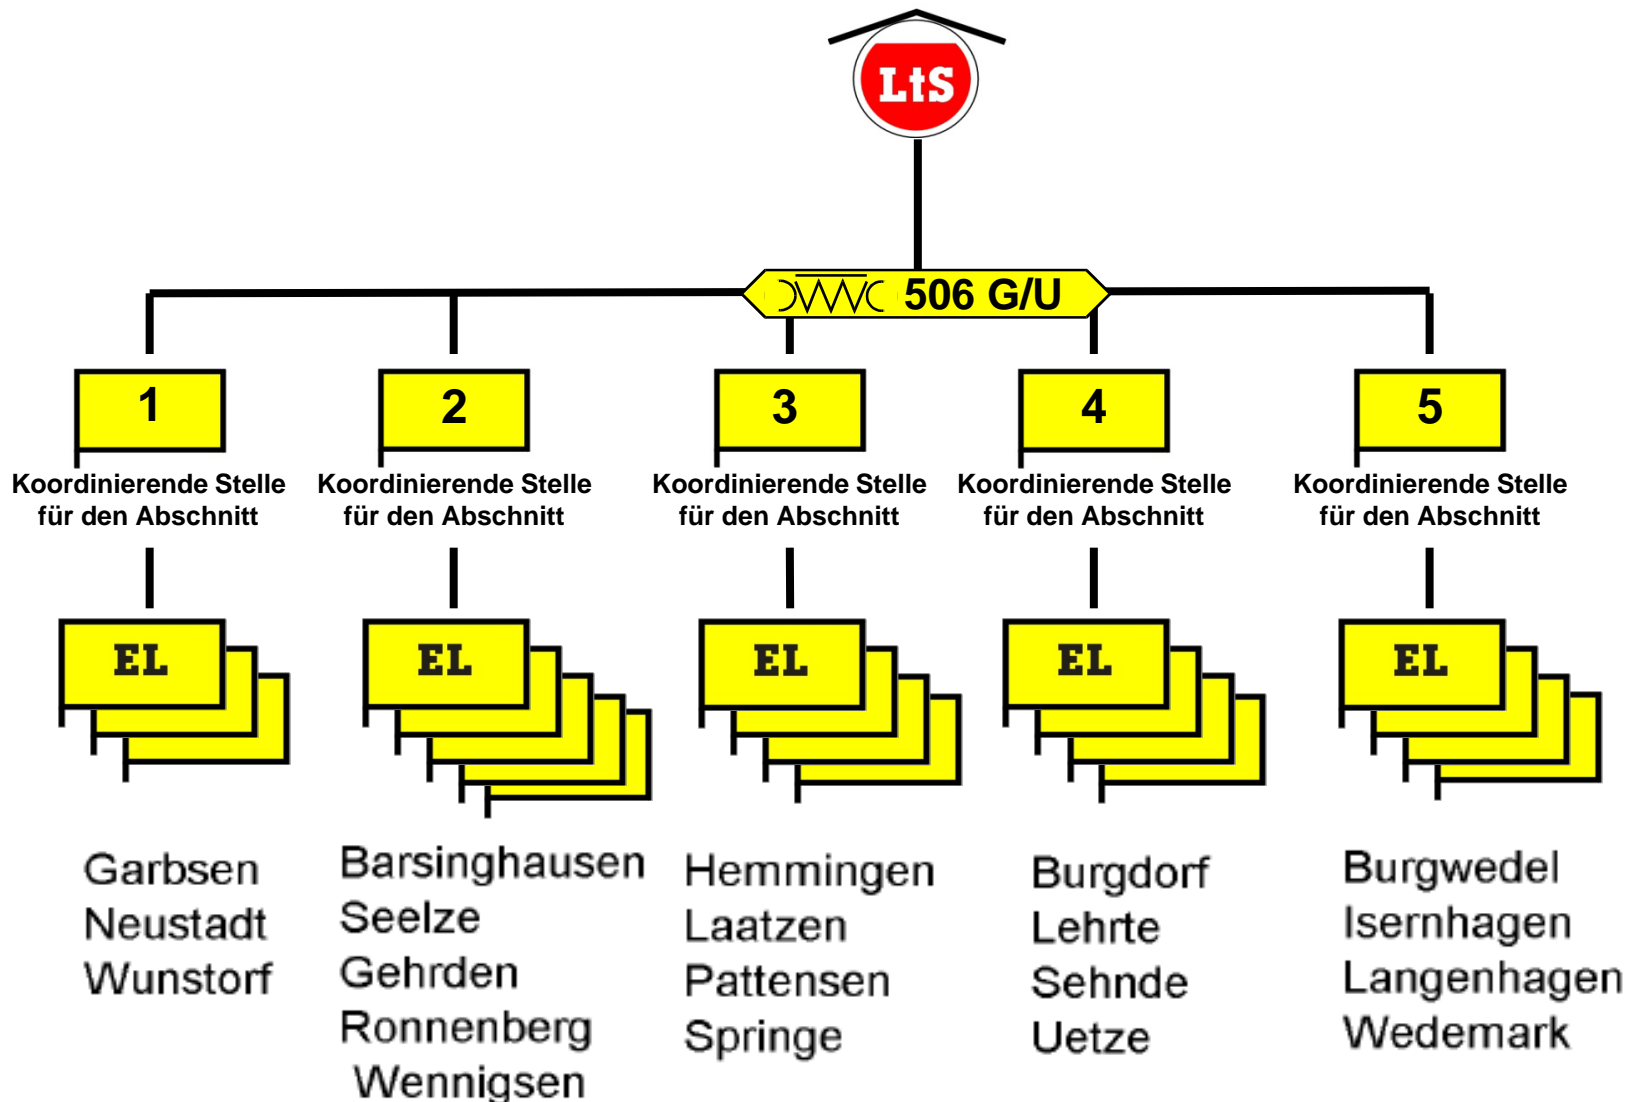 LtS
506 G/U
1
2
3
4
5
Koordinierende Stelle
für den Abschnitt
Koordinierende Stelle
für den Abschnitt
Koordinierende Stelle
für den Abschnitt
Koordinierende Stelle
für den Abschnitt
Koordinierende Stelle
für den Abschnitt
EL
EL
EL
EL
EL
Garbsen
Neustadt
Wunstorf
Barsinghausen
Seelze
Gehrden
Ronnenberg
Wennigsen
Hemmingen
Laatzen
Pattensen
Springe
Burgdorf
Lehrte
Sehnde
Uetze
Burgwedel
Isernhagen
Langenhagen
Wedemark